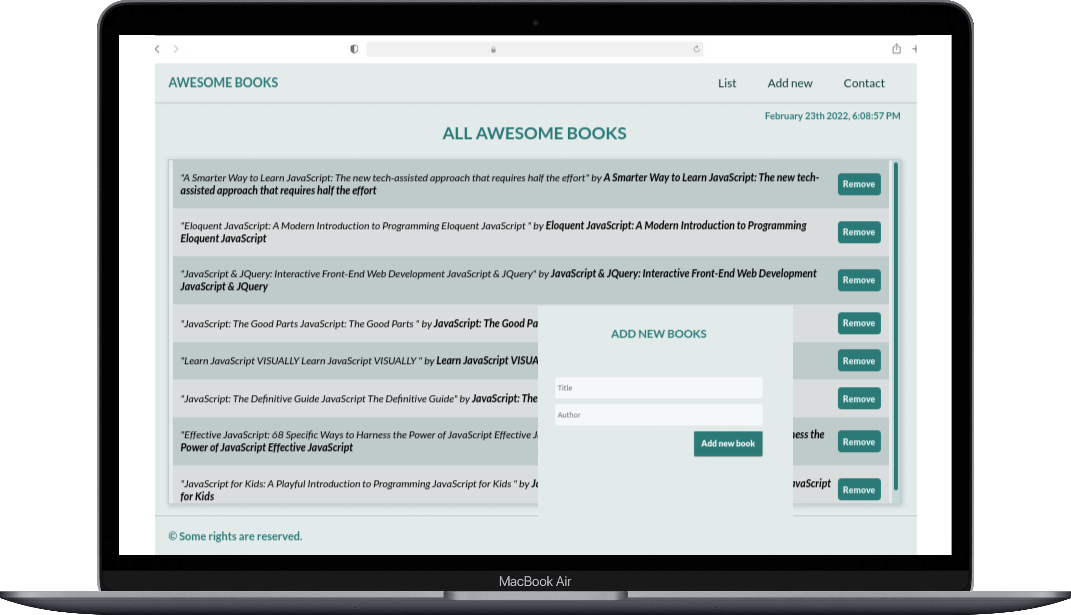 AWESOME BOOKS
List
Add new
Contact
February 23th 2022, 6:08:57 PM
ALL AWESOME BOOKS
"A Smarter Way to Learn JavaScript: The new tech-assisted approach that requires half the effort" by A Smarter Way to Learn JavaScript: The new tech-
assisted approach that requires half the effort
Remove
"Eloquent JavaScript: A Modern Introduction to Programming Eloquent JavaScript " by Eloquent JavaScript: A Modern Introduction to Programming
Eloquent JavaScript
Remove
"JavaScript & JQuery: Interactive Front-End Web Development JavaScript & JQuery" by JavaScript & JQuery: Interactive Front-End Web Development
JavaScript & JQuery
Remove
"JavaScript: The Good Parts JavaScript: The Good Parts " by JavaScript: The Good Pa
Remove
"Learn JavaScript VISUALLY Learn JavaScript VISUALLY " by Learn JavaScript VISUA
Remove
"JavaScript: The Definitive Guide JavaScript The Definitive Guide" by JavaScript: The
Remove
"Effective JavaScript: 68 Specific Ways to Harness the Power of JavaScript Effective J
ness the
Power of JavaScript Effective JavaScript
Remove
"JavaScript for Kids: A Playful Introduction to Programming JavaScript for Kids " by Ja
vaScript
for Kids
Remove
ADD NEW BOOKS
Title
Author
Add new book
© Some rights are reserved.
MacBook Air